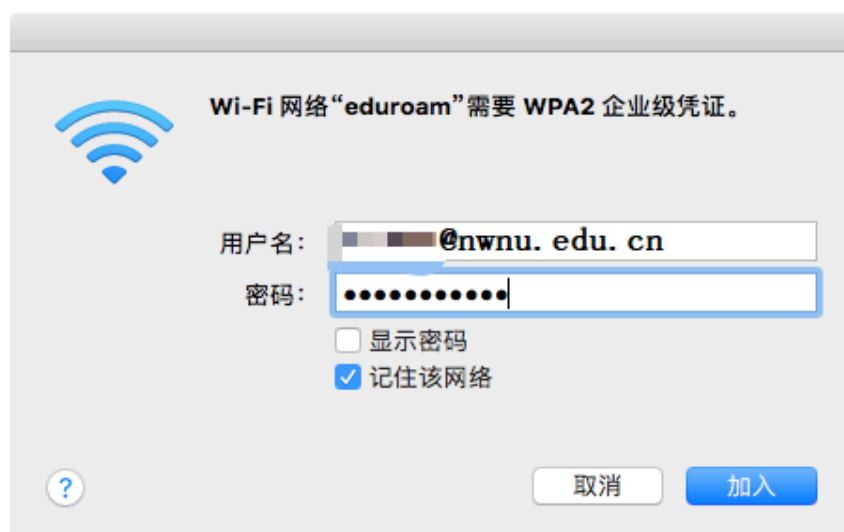 Wi-Fi 网络“eduroam”需要 WPA2 企业级凭证。
用户名：
@nwnu. edu. cn
密码：
•••••••••••
显示密码
记住该网络
?
取消
加入